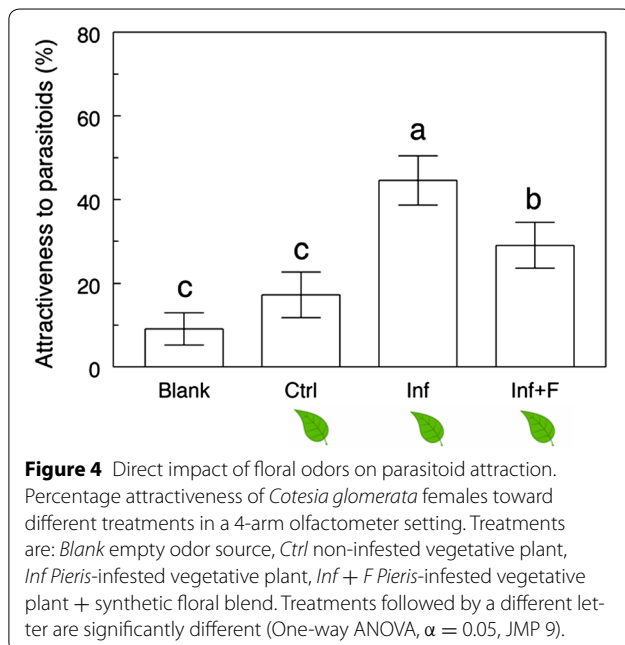 80
60
40
20
0
Attractiveness to parasitoids (%)
c
c
a
b
Blank
Ctrl
Inf
Inf+F
Figure 4 Direct impact of floral odors on parasitoid attraction.
Percentage attractiveness of Cotesia glomerata females toward
different treatments in a 4-arm olfactometer setting. Treatments
are: Blank empty odor source, Ctrl non-infested vegetative plant,
Inf Pieris-infested vegetative plant, Inf + F Pieris-infested vegetative
plant + synthetic floral blend. Treatments followed by a different let-
ter are significantly different (One-way ANOVA, α = 0.05, JMP 9).